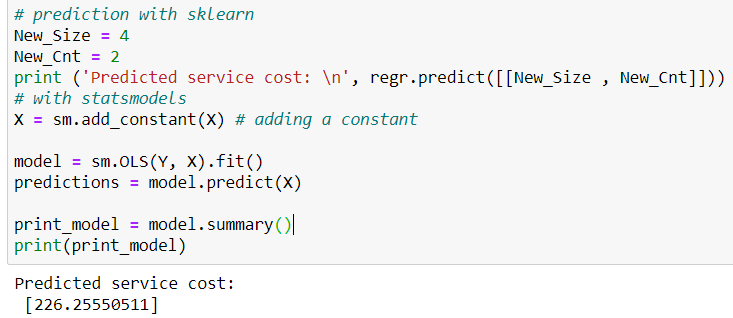 # prediction with sklearn
New_Size = 4
New_Cnt = 2
print ('Predicted service cost: \n', regr.predict([[New_Size , New_Cnt]]))
# with statsmodels
X = sm.add_constant(X) # adding a constant
model = sm.OLS(Y, X).fit()
predictions = model.predict(X)
print_model = model.summary()
print(print_model)
Predicted service cost:
[226.25550511]